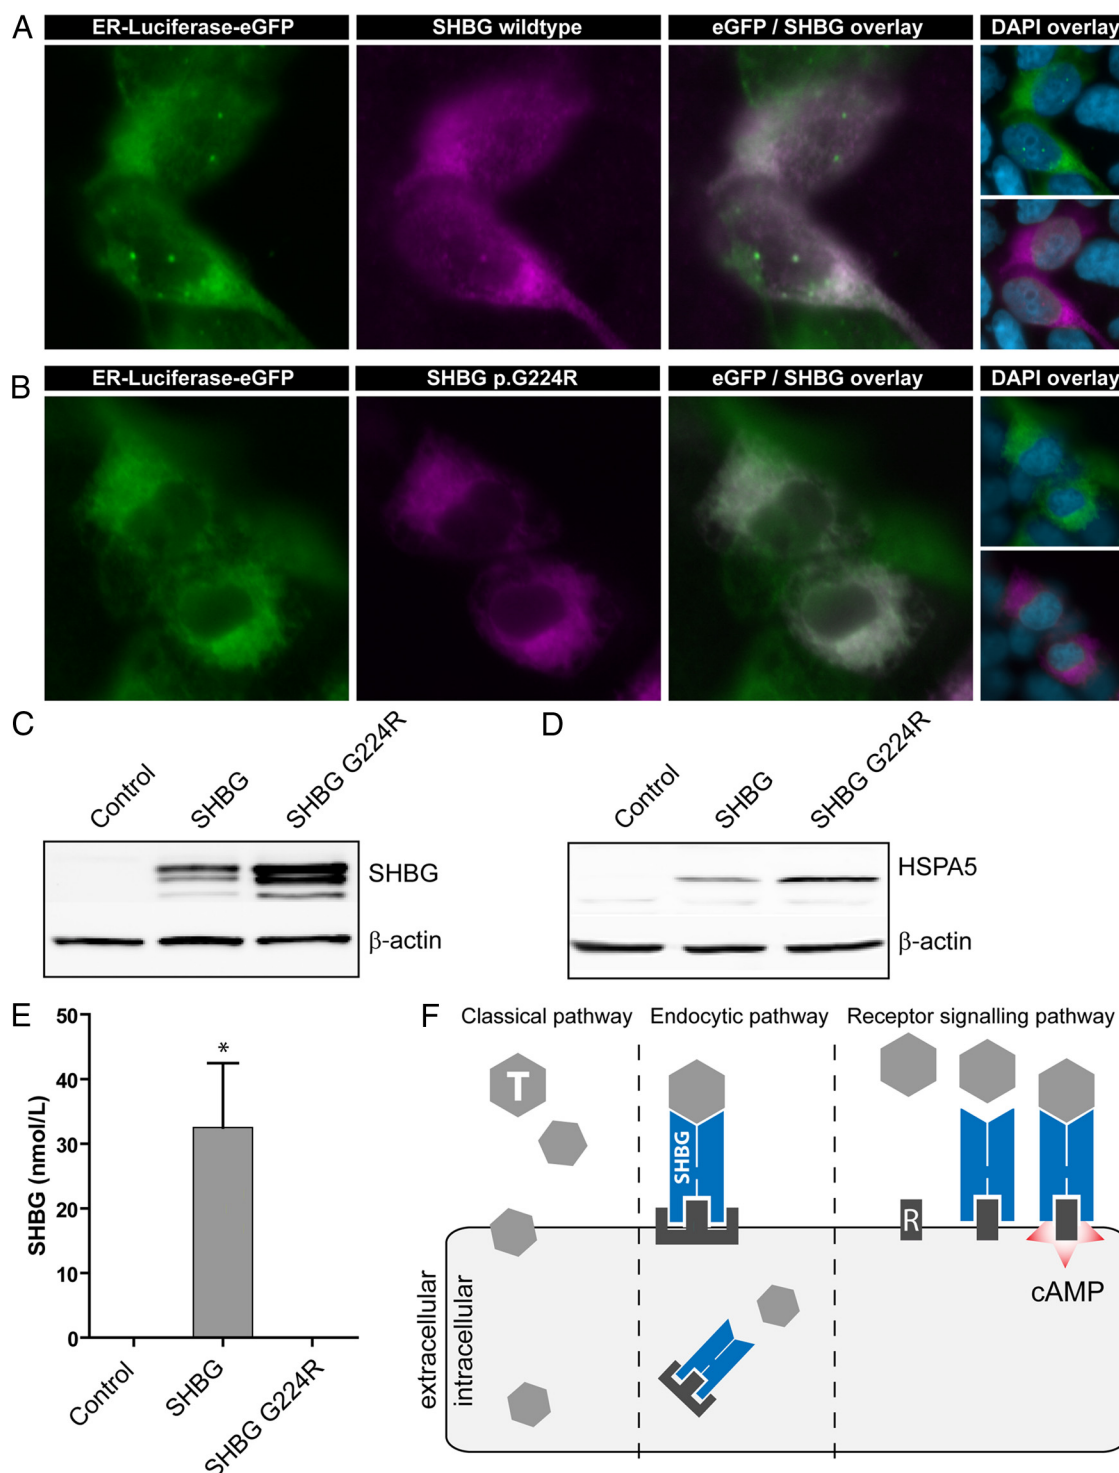 A
ER-Luciferase-eGFP
SHBG wildtype
eGFP / SHBG overlay
DAPI overlay
B
ER-Luciferase-eGFP
SHBG p.G224R
eGFP / SHBG overlay
DAPI overlay
C
Control
SHBG
SHBG G224R
SHBG
β-actin
D
Control
SHBG
SHBG G224R
HSPA5
β-actin
E
SHBG (nmol/L)
50
40
30
20
10
0
*
Control
SHBG
SHBG G224R
F
Classical pathway
Endocytic pathway
Receptor signalling pathway
T
SHBG
R
cAMP
extracellular
intracellular